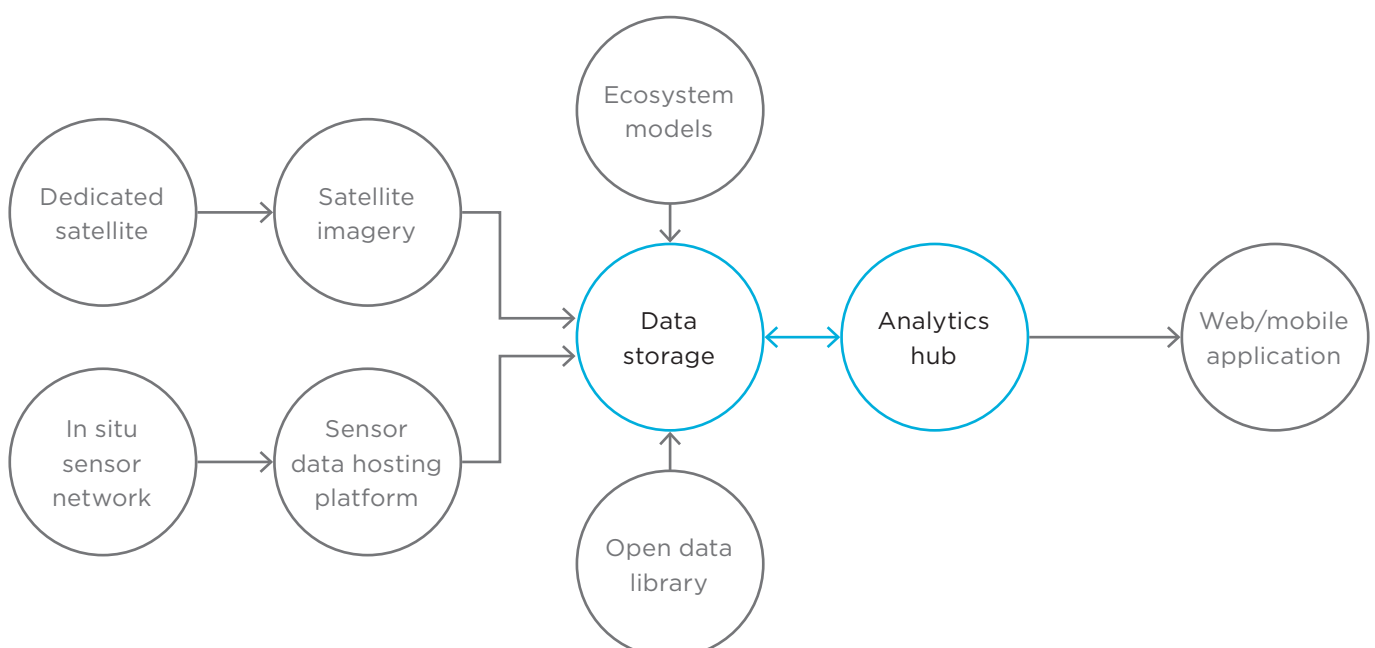 Ecosystem
models
Dedicated
satellite
Satellite
imagery
Data
storage
Analytics
hub
Web/mobile
application
In situ
sensor
network
Sensor
data hosting
platform
Open data
library